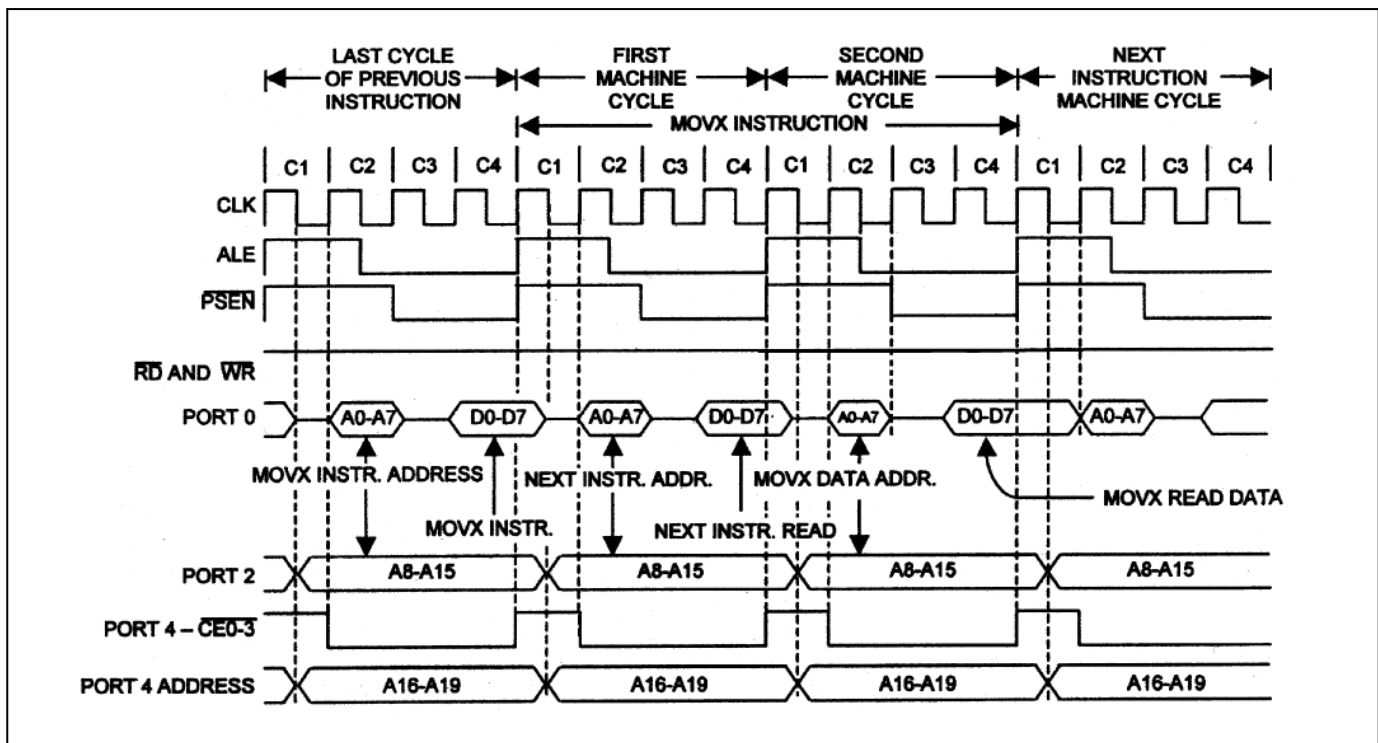 LAST CYCLE OF PREVIOUS INSTRUCTION
FIRST MACHINE CYCLE
SECOND MACHINE CYCLE
NEXT INSTRUCTION MACHINE CYCLE
MOVX INSTRUCTION
C1 C2 C3 C4 C1 C2 C3 C4 C1 C2 C3 C4 C1 C2 C3 C4
CLK
ALE
PSEN
RD AND WR
PORT 0 A0-A7 D0-D7 A0-A7 D0-D7 A0-A7 D0-D7 A0-A7
MOVX INSTR. ADDRESS
NEXT INSTR. ADDR.
MOVX DATA ADDR.
MOVX READ DATA
MOVX INSTR.
NEXT INSTR. READ
PORT 2 A8-A15 A8-A15 A8-A15 A8-A15
PORT 4 – CE0-3
PORT 4 ADDRESS A16-A19 A16-A19 A16-A19 A16-A19